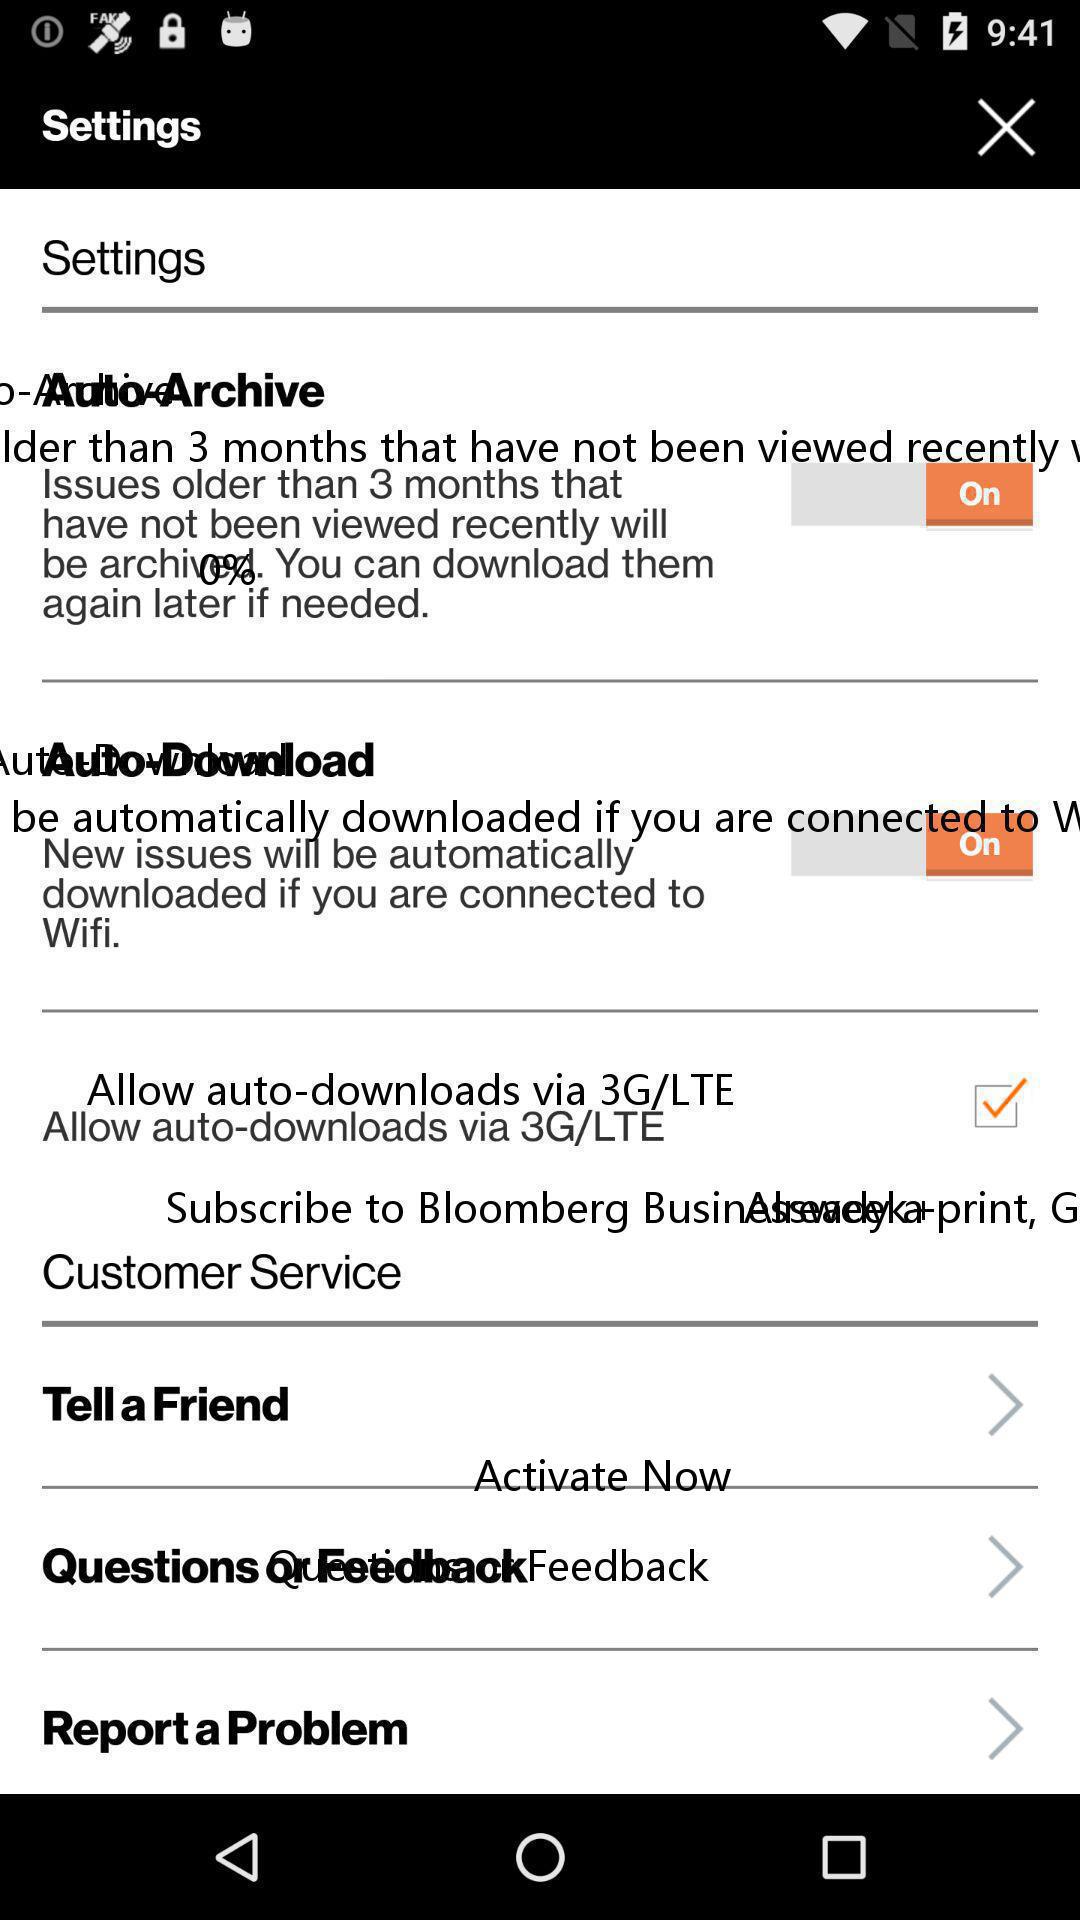 FAKE
9:41
Settings
Settings
Auto-Archive
older than 3 months that have not been viewed recently
Issues older than 3 months that
have not been viewed recently will
be archived. You can download them
again later if needed.
0%
On
Auto-Download
Auto-Download
be automatically downloaded if you are connected to
On
New issues will be automatically
downloaded if you are connected to
Wifi.
Allow auto-downloads via 3G/LTE
Allow auto-downloads via 3G/LTE
Subscribe to Bloomberg Businessweek+
Already a print,
Customer Service
Tell a Friend
Activate Now
Questions or Feedback
Questions or Feedback
Report a Problem